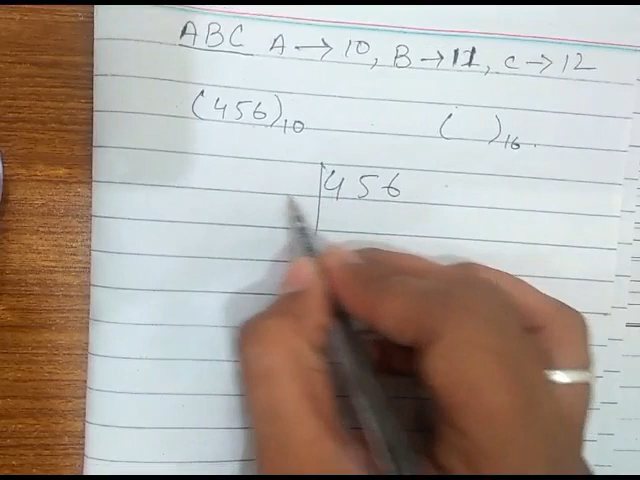 ABC A → 10, B → 11, c → 12
(456)10 ( )16.
456